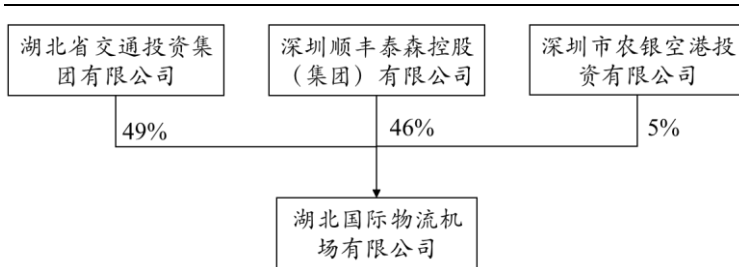 湖北省交通投资集
团有限公司
深圳顺丰泰森控股
（集团）有限公司
深圳市农银空港投
资有限公司
49%
46%
5%
湖北国际物流机
场有限公司